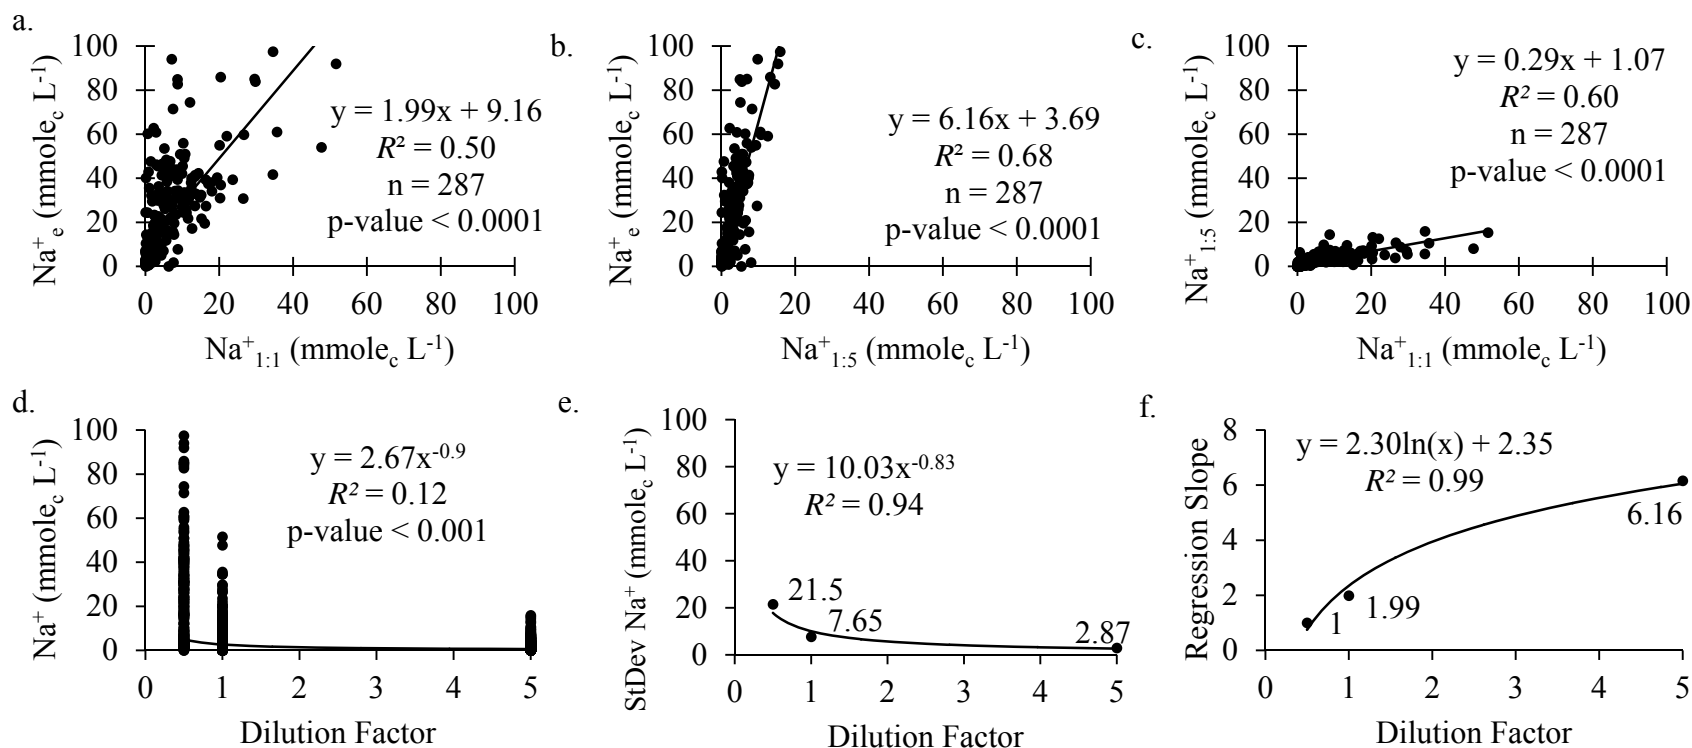 a.
100
80
60
40
20
0
Na⁺ₑ (mmole꜀ L⁻¹)
y = 1.99x + 9.16
R² = 0.50
n = 287
p-value < 0.0001
0 20 40 60 80 100
Na⁺₁:₁ (mmole꜀ L⁻¹)
b.
100
80
60
40
20
0
Na⁺ₑ (mmole꜀ L⁻¹)
y = 6.16x + 3.69
R² = 0.68
n = 287
p-value < 0.0001
0 20 40 60 80 100
Na⁺₁:₅ (mmole꜀ L⁻¹)
c.
100
80
60
40
20
0
Na⁺₁:₅ (mmole꜀ L⁻¹)
y = 0.29x + 1.07
R² = 0.60
n = 287
p-value < 0.0001
0 20 40 60 80 100
Na⁺₁:₁ (mmole꜀ L⁻¹)
d.
100
80
60
40
20
0
Na⁺ (mmole꜀ L⁻¹)
y = 2.67x⁻⁰·⁹
R² = 0.12
p-value < 0.001
0 1 2 3 4 5
Dilution Factor
e.
100
80
60
40
20
0
StDev Na⁺ (mmole꜀ L⁻¹)
y = 10.03x⁻⁰·⁸³
R² = 0.94
21.5
7.65
2.87
0 1 2 3 4 5
Dilution Factor
f.
8
6
4
2
0
Regression Slope
y = 2.30ln(x) + 2.35
R² = 0.99
6.16
1
1.99
0 1 2 3 4 5
Dilution Factor